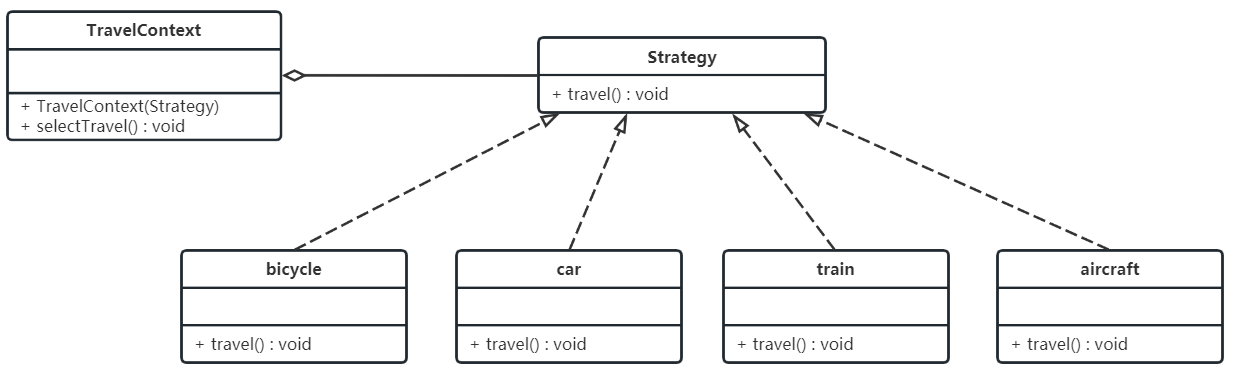 TravelContext
+ TravelContext(Strategy)
+ selectTravel() : void
Strategy
+ travel() : void
bicycle
+ travel() : void
car
+ travel() : void
train
+ travel() : void
aircraft
+ travel() : void